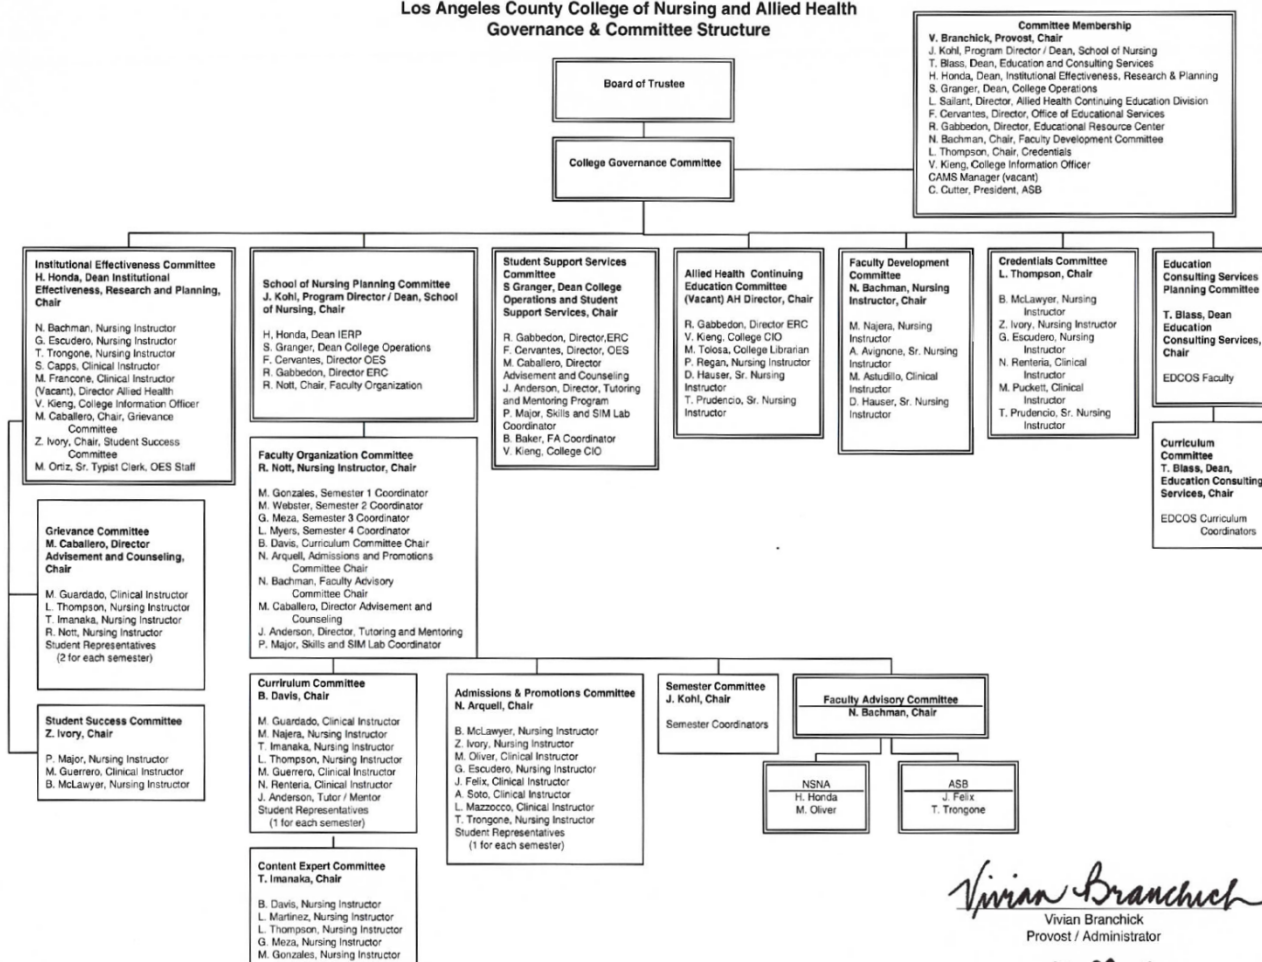 Los Angeles County College of Nursing and Allied Health
Governance & Committee Structure
Board of Trustee
College Governance Committee
Committee Membership
V. Branchick, Provost, Chair
J. Kohl, Program Director / Dean, School of Nursing
T. Blass, Dean, Education and Consulting Services
H. Honda, Dean, Institutional Effectiveness, Research & Planning
S. Granger, Dean, College Operations
L. Sailant, Director, Allied Health Continuing Education Division
F. Cervantes, Director, Office of Educational Services
R. Gabbedon, Director, Educational Resource Center
N. Bachman, Chair, Faculty Development Committee
L. Thompson, Chair, Credentials
V. Kieng, College Information Officer
CAMS Manager (vacant)
C. Cutter, President, ASB
Institutional Effectiveness Committee
H. Honda, Dean Institutional
Effectiveness, Research and Planning,
Chair
N. Bachman, Nursing Instructor
G. Escudero, Nursing Instructor
T. Trongone, Nursing Instructor
S. Capps, Clinical Instructor
M. Francone, Clinical Instructor
(Vacant), Director Allied Health
V. Kieng, College Information Officer
M. Caballero, Chair, Grievance
Committee
Z. Ivory, Chair, Student Success
Committee
M. Ortiz, Sr. Typist Clerk, OES Staff
School of Nursing Planning Committee
J. Kohl, Program Director / Dean, School
of Nursing, Chair
H, Honda, Dean IERP
S. Granger, Dean College Operations
F. Cervantes, Director OES
R. Gabbedon, Director ERC
R. Nott, Chair, Faculty Organization
Student Support Services
Committee
S Granger, Dean College
Operations and Student
Support Services, Chair
R. Gabbedon, Director,ERC
F. Cervantes, Director, OES
M. Caballero, Director
Advisement and Counseling
J. Anderson, Director, Tutoring
and Mentoring Program
P. Major, Skills and SIM Lab
Coordinator
B. Baker, FA Coordinator
V. Kieng, College CIO
Allied Health Continuing
Education Committee
(Vacant) AH Director, Chair
R. Gabbedon, Director ERC
V. Kieng, College CIO
M. Tolosa, College Librarian
P. Regan, Nursing Instructor
D. Hauser, Sr. Nursing
Instructor
T. Prudencio, Sr. Nursing
Instructor
Faculty Development
Committee
N. Bachman, Nursing
Instructor, Chair
M. Najera, Nursing
Instructor
A. Avignone, Sr. Nursing
Instructor
M. Astudillo, Clinical
Instructor
D. Hauser, Sr. Nursing
Instructor
Credentials Committee
L. Thompson, Chair
B. McLawyer, Nursing
Instructor
Z. Ivory, Nursing Instructor
G. Escudero, Nursing
Instructor
N. Renteria, Clinical
Instructor
M. Puckett, Clinical
Instructor
T. Prudencio, Sr. Nursing
Instructor
Education
Consulting Services
Planning Committee
T. Blass, Dean
Education
Consulting Services,
Chair
EDCOS Faculty
Curriculum
Committee
T. Blass, Dean,
Education Consulting
Services, Chair
EDCOS Curriculum
Coordinators
Grievance Committee
M. Caballero, Director
Advisement and Counseling,
Chair
M. Guardado, Clinical Instructor
L. Thompson, Nursing Instructor
T. Imanaka, Nursing Instructor
R. Nott, Nursing Instructor
Student Representatives
(2 for each semester)
Student Success Committee
Z. Ivory, Chair
P. Major, Nursing Instructor
M. Guerrero, Clinical Instructor
B. McLawyer, Nursing Instructor
Faculty Organization Committee
R. Nott, Nursing Instructor, Chair
M. Gonzales, Semester 1 Coordinator
M. Webster, Semester 2 Coordinator
G. Meza, Semester 3 Coordinator
L. Myers, Semester 4 Coordinator
B. Davis, Curriculum Committee Chair
N. Arquell, Admissions and Promotions
Committee Chair
N. Bachman, Faculty Advisory
Committee Chair
M. Caballero, Director Advisement and
Counseling
J. Anderson, Director, Tutoring and Mentoring
P. Major, Skills and SIM Lab Coordinator
Currirulum Committee
B. Davis, Chair
M. Guardado, Clinical Instructor
M. Najera, Nursing Instructor
T. Imanaka, Nursing Instructor
L. Thompson, Nursing Instructor
M. Guerrero, Clinical Instructor
N. Renteria, Clinical Instructor
J. Anderson, Tutor / Mentor
Student Representatives
(1 for each semester)
Admissions & Promotions Committee
N. Arquell, Chair
B. McLawyer, Nursing Instructor
Z. Ivory, Nursing Instructor
M. Oliver, Clinical Instructor
G. Escudero, Nursing Instructor
J. Felix, Clinical Instructor
A. Soto, Clinical Instructor
L. Mazzocco, Clinical Instructor
T. Trongone, Nursing Instructor
Student Representatives
(1 for each semester)
Semester Committee
J. Kohl, Chair
Semester Coordinators
Faculty Advisory Committee
N. Bachman, Chair
NSNA
H. Honda
M. Oliver
ASB
J. Felix
T. Trongone
Content Expert Committee
T. Imanaka, Chair
B. Davis, Nursing Instructor
L. Martinez, Nursing Instructor
L. Thompson, Nursing Instructor
G. Meza, Nursing Instructor
M. Gonzales, Nursing Instructor
Vivian Branchick
Vivian Branchick
Provost / Administrator